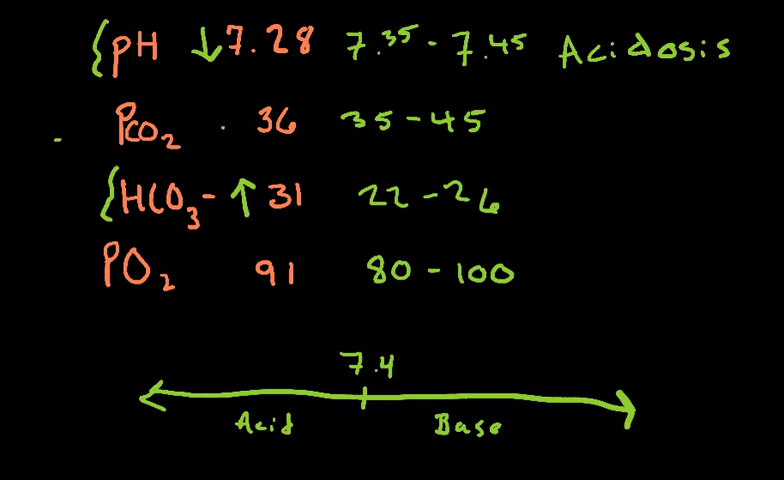 {pH ↓7.28 7.35 - 7.45 Acidosis
PCO2 36 35 - 45
{HCO3- ↑ 31 22 - 26
PO2 91 80 - 100
7.4
Acid Base